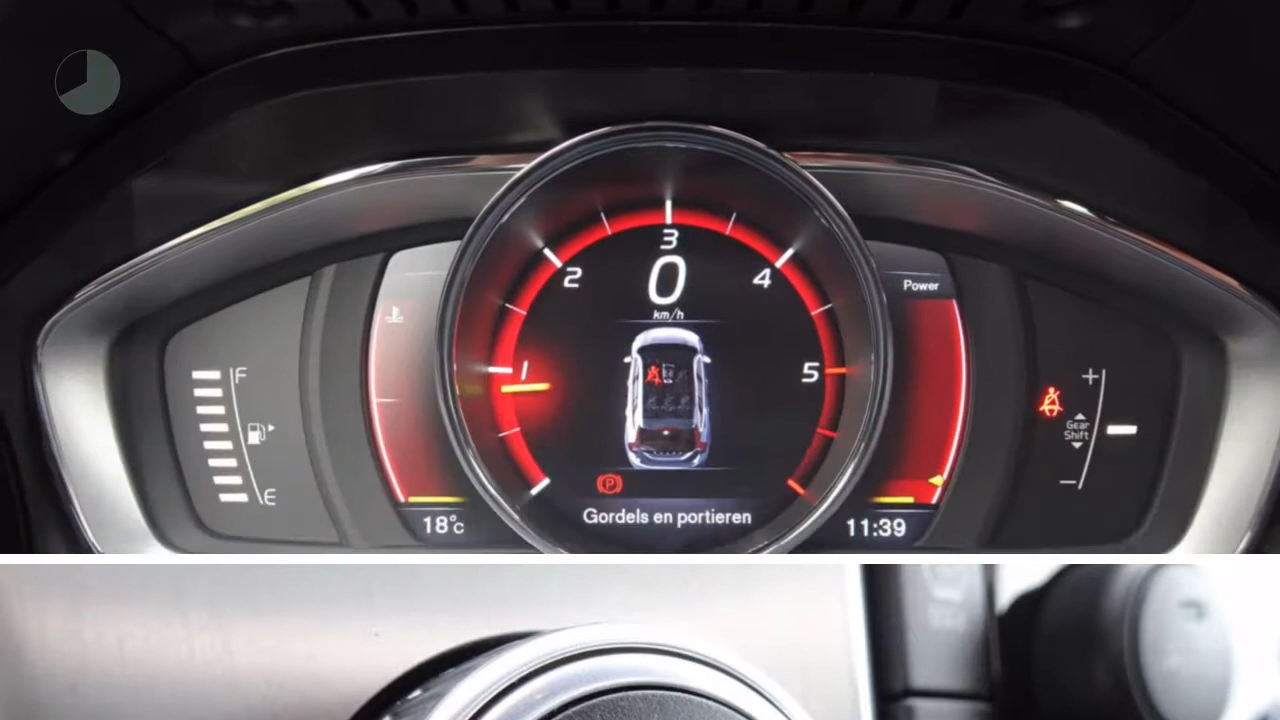 3
0
km/h
2
4
1
5
Power
F
E
+
Gear
Shift
−
P
Gordels en portieren
18°c
11:39